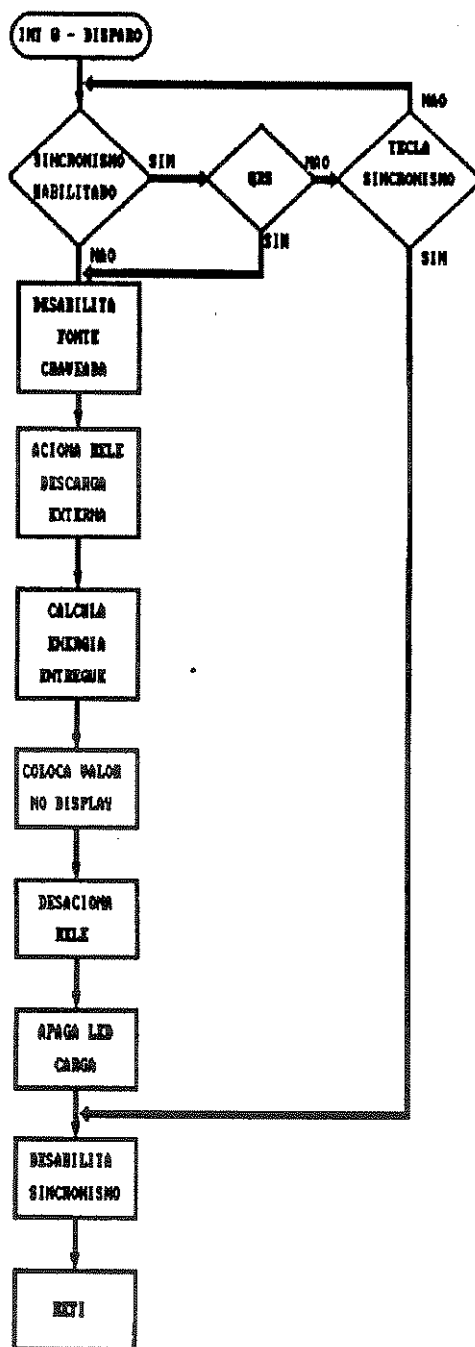 INT 0 - DISPARO
NAO
SINCRONISMO
HABILITADO
SIM
QRS
NAO
TECLA
SINCRONISMO
SIM
NAO
SIM
DESABILITA
FONTE
CHAVEADA
ACIONA RELE
DESCARGA
EXTERNA
CALCULA
ENERGIA
ENTREGUE
COLOCA VALOR
NO DISPLAY
DESACIONA
RELE
APAGA LED
CARGA
DESABILITA
SINCRONISMO
RETI